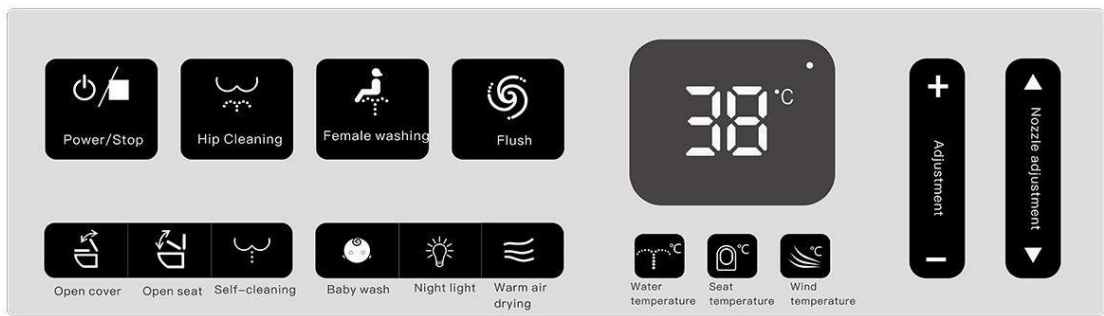 Power/Stop
Hip Cleaning
Female washing
Flush
38°C
+
Adjustment
−
Nozzle adjustment
Open cover
Open seat
Self-cleaning
Baby wash
Night light
Warm air
drying
°C
Water
temperature
°C
Seat
temperature
°C
Wind
temperature